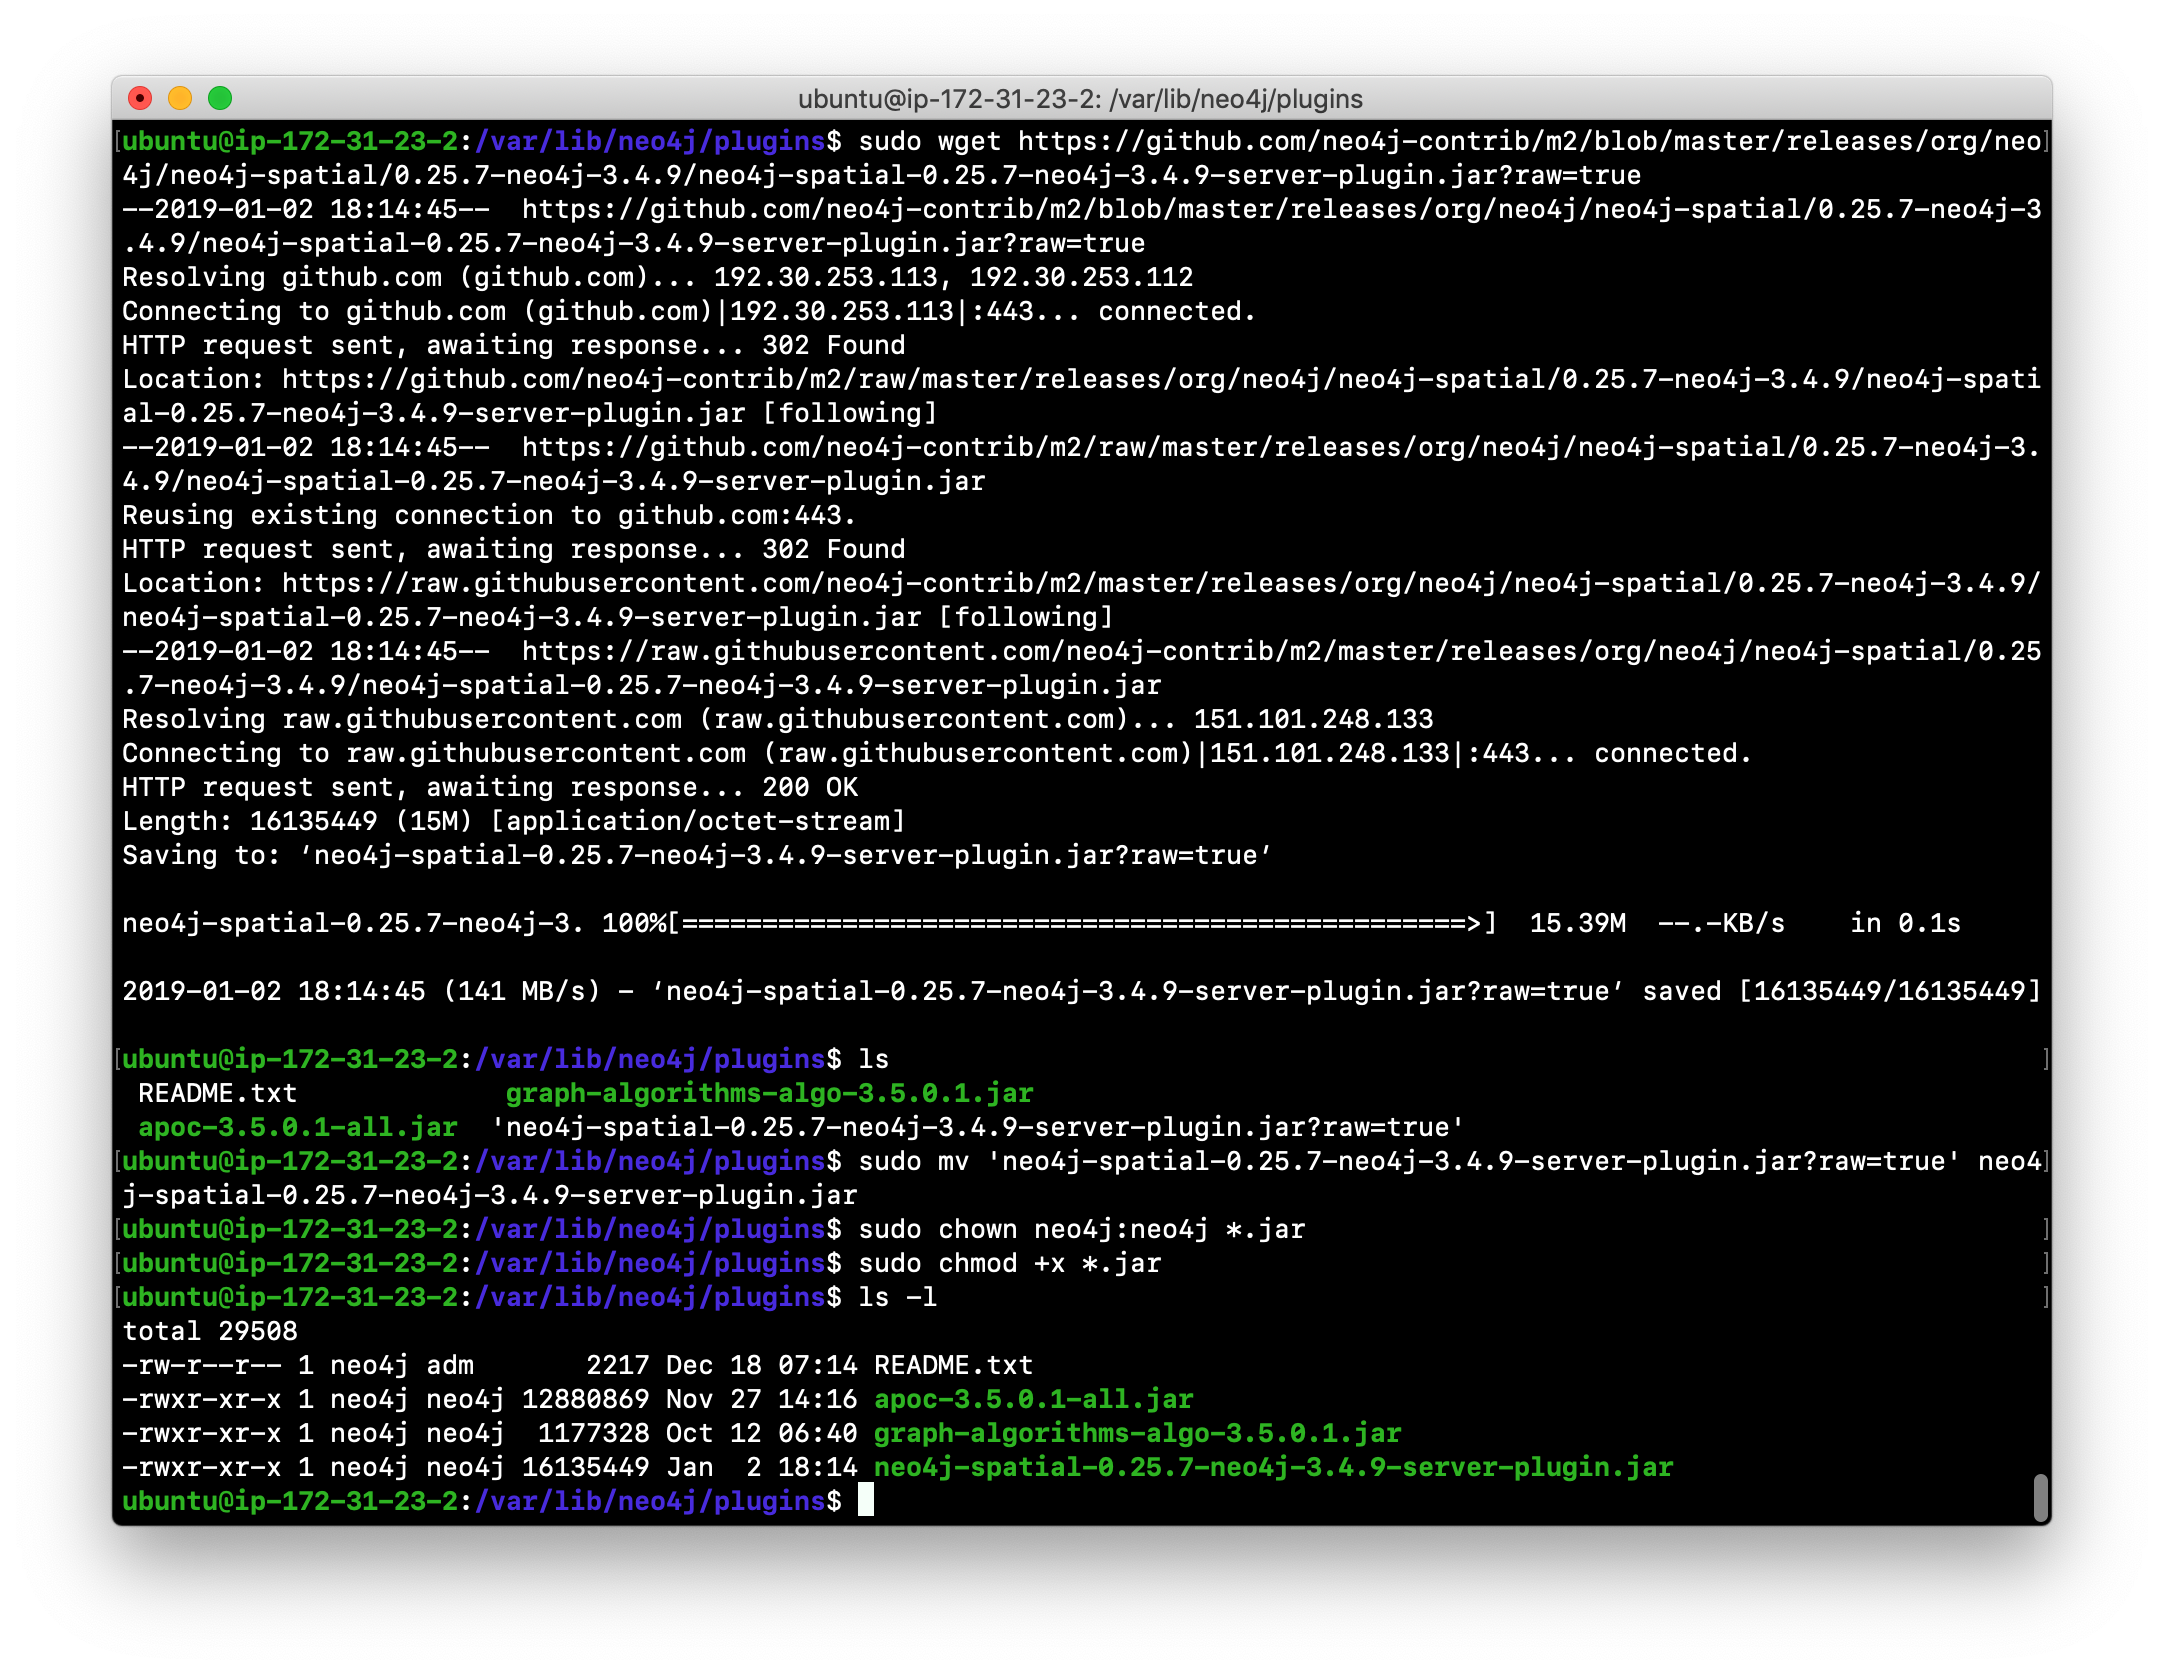 ubuntu@ip-172-31-23-2: /var/lib/neo4j/plugins
[ubuntu@ip-172-31-23-2:/var/lib/neo4j/plugins$ sudo wget https://github.com/neo4j-contrib/m2/blob/master/releases/org/neo]
4j/neo4j-spatial/0.25.7-neo4j-3.4.9/neo4j-spatial-0.25.7-neo4j-3.4.9-server-plugin.jar?raw=true
--2019-01-02 18:14:45--  https://github.com/neo4j-contrib/m2/blob/master/releases/org/neo4j/neo4j-spatial/0.25.7-neo4j-3
.4.9/neo4j-spatial-0.25.7-neo4j-3.4.9-server-plugin.jar?raw=true
Resolving github.com (github.com)... 192.30.253.113, 192.30.253.112
Connecting to github.com (github.com)|192.30.253.113|:443... connected.
HTTP request sent, awaiting response... 302 Found
Location: https://github.com/neo4j-contrib/m2/raw/master/releases/org/neo4j/neo4j-spatial/0.25.7-neo4j-3.4.9/neo4j-spati
al-0.25.7-neo4j-3.4.9-server-plugin.jar [following]
--2019-01-02 18:14:45--  https://github.com/neo4j-contrib/m2/raw/master/releases/org/neo4j/neo4j-spatial/0.25.7-neo4j-3.
4.9/neo4j-spatial-0.25.7-neo4j-3.4.9-server-plugin.jar
Reusing existing connection to github.com:443.
HTTP request sent, awaiting response... 302 Found
Location: https://raw.githubusercontent.com/neo4j-contrib/m2/master/releases/org/neo4j/neo4j-spatial/0.25.7-neo4j-3.4.9/
neo4j-spatial-0.25.7-neo4j-3.4.9-server-plugin.jar [following]
--2019-01-02 18:14:45--  https://raw.githubusercontent.com/neo4j-contrib/m2/master/releases/org/neo4j/neo4j-spatial/0.25
.7-neo4j-3.4.9/neo4j-spatial-0.25.7-neo4j-3.4.9-server-plugin.jar
Resolving raw.githubusercontent.com (raw.githubusercontent.com)... 151.101.248.133
Connecting to raw.githubusercontent.com (raw.githubusercontent.com)|151.101.248.133|:443... connected.
HTTP request sent, awaiting response... 200 OK
Length: 16135449 (15M) [application/octet-stream]
Saving to: ‘neo4j-spatial-0.25.7-neo4j-3.4.9-server-plugin.jar?raw=true’
neo4j-spatial-0.25.7-neo4j-3. 100%[=================================================>]  15.39M  --.-KB/s    in 0.1s
2019-01-02 18:14:45 (141 MB/s) - ‘neo4j-spatial-0.25.7-neo4j-3.4.9-server-plugin.jar?raw=true’ saved [16135449/16135449]
[ubuntu@ip-172-31-23-2:/var/lib/neo4j/plugins$ ls ]
README.txt             graph-algorithms-algo-3.5.0.1.jar
apoc-3.5.0.1-all.jar  'neo4j-spatial-0.25.7-neo4j-3.4.9-server-plugin.jar?raw=true'
[ubuntu@ip-172-31-23-2:/var/lib/neo4j/plugins$ sudo mv 'neo4j-spatial-0.25.7-neo4j-3.4.9-server-plugin.jar?raw=true' neo4]
j-spatial-0.25.7-neo4j-3.4.9-server-plugin.jar
[ubuntu@ip-172-31-23-2:/var/lib/neo4j/plugins$ sudo chown neo4j:neo4j *.jar ]
[ubuntu@ip-172-31-23-2:/var/lib/neo4j/plugins$ sudo chmod +x *.jar ]
[ubuntu@ip-172-31-23-2:/var/lib/neo4j/plugins$ ls -l ]
total 29508
-rw-r--r-- 1 neo4j adm       2217 Dec 18 07:14 README.txt
-rwxr-xr-x 1 neo4j neo4j 12880869 Nov 27 14:16 apoc-3.5.0.1-all.jar
-rwxr-xr-x 1 neo4j neo4j  1177328 Oct 12 06:40 graph-algorithms-algo-3.5.0.1.jar
-rwxr-xr-x 1 neo4j neo4j 16135449 Jan  2 18:14 neo4j-spatial-0.25.7-neo4j-3.4.9-server-plugin.jar
ubuntu@ip-172-31-23-2:/var/lib/neo4j/plugins$